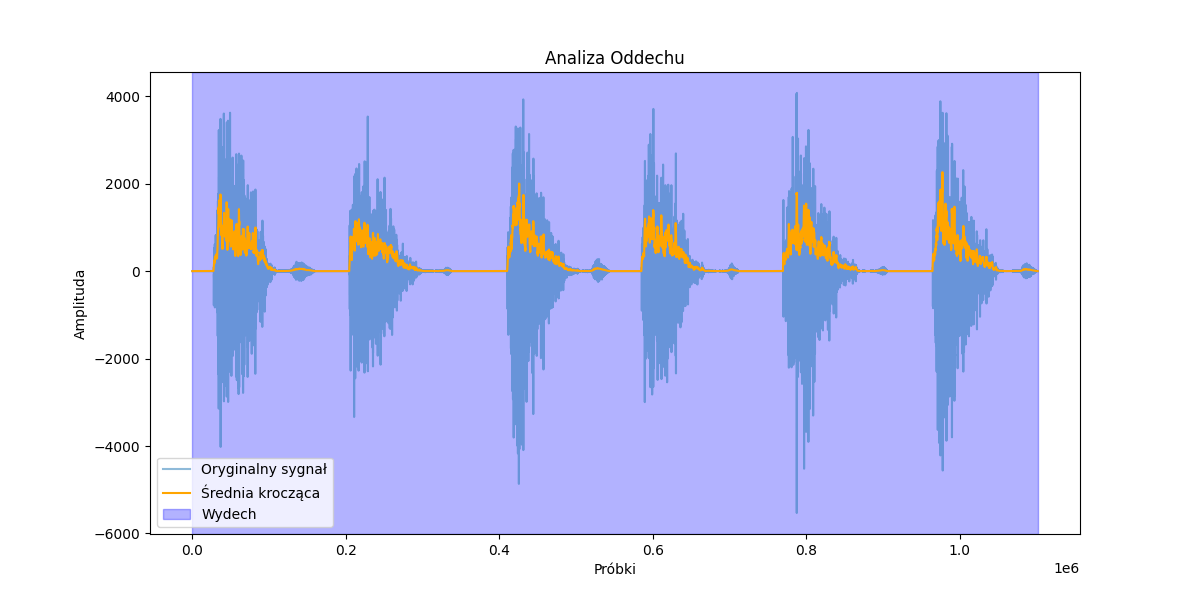 Analiza Oddechu
Amplituda
4000
2000
0
−2000
−4000
−6000
Oryginalny sygnał
Średnia krocząca
Wydech
0.0 0.2 0.4 0.6 0.8 1.0
1e6
Próbki